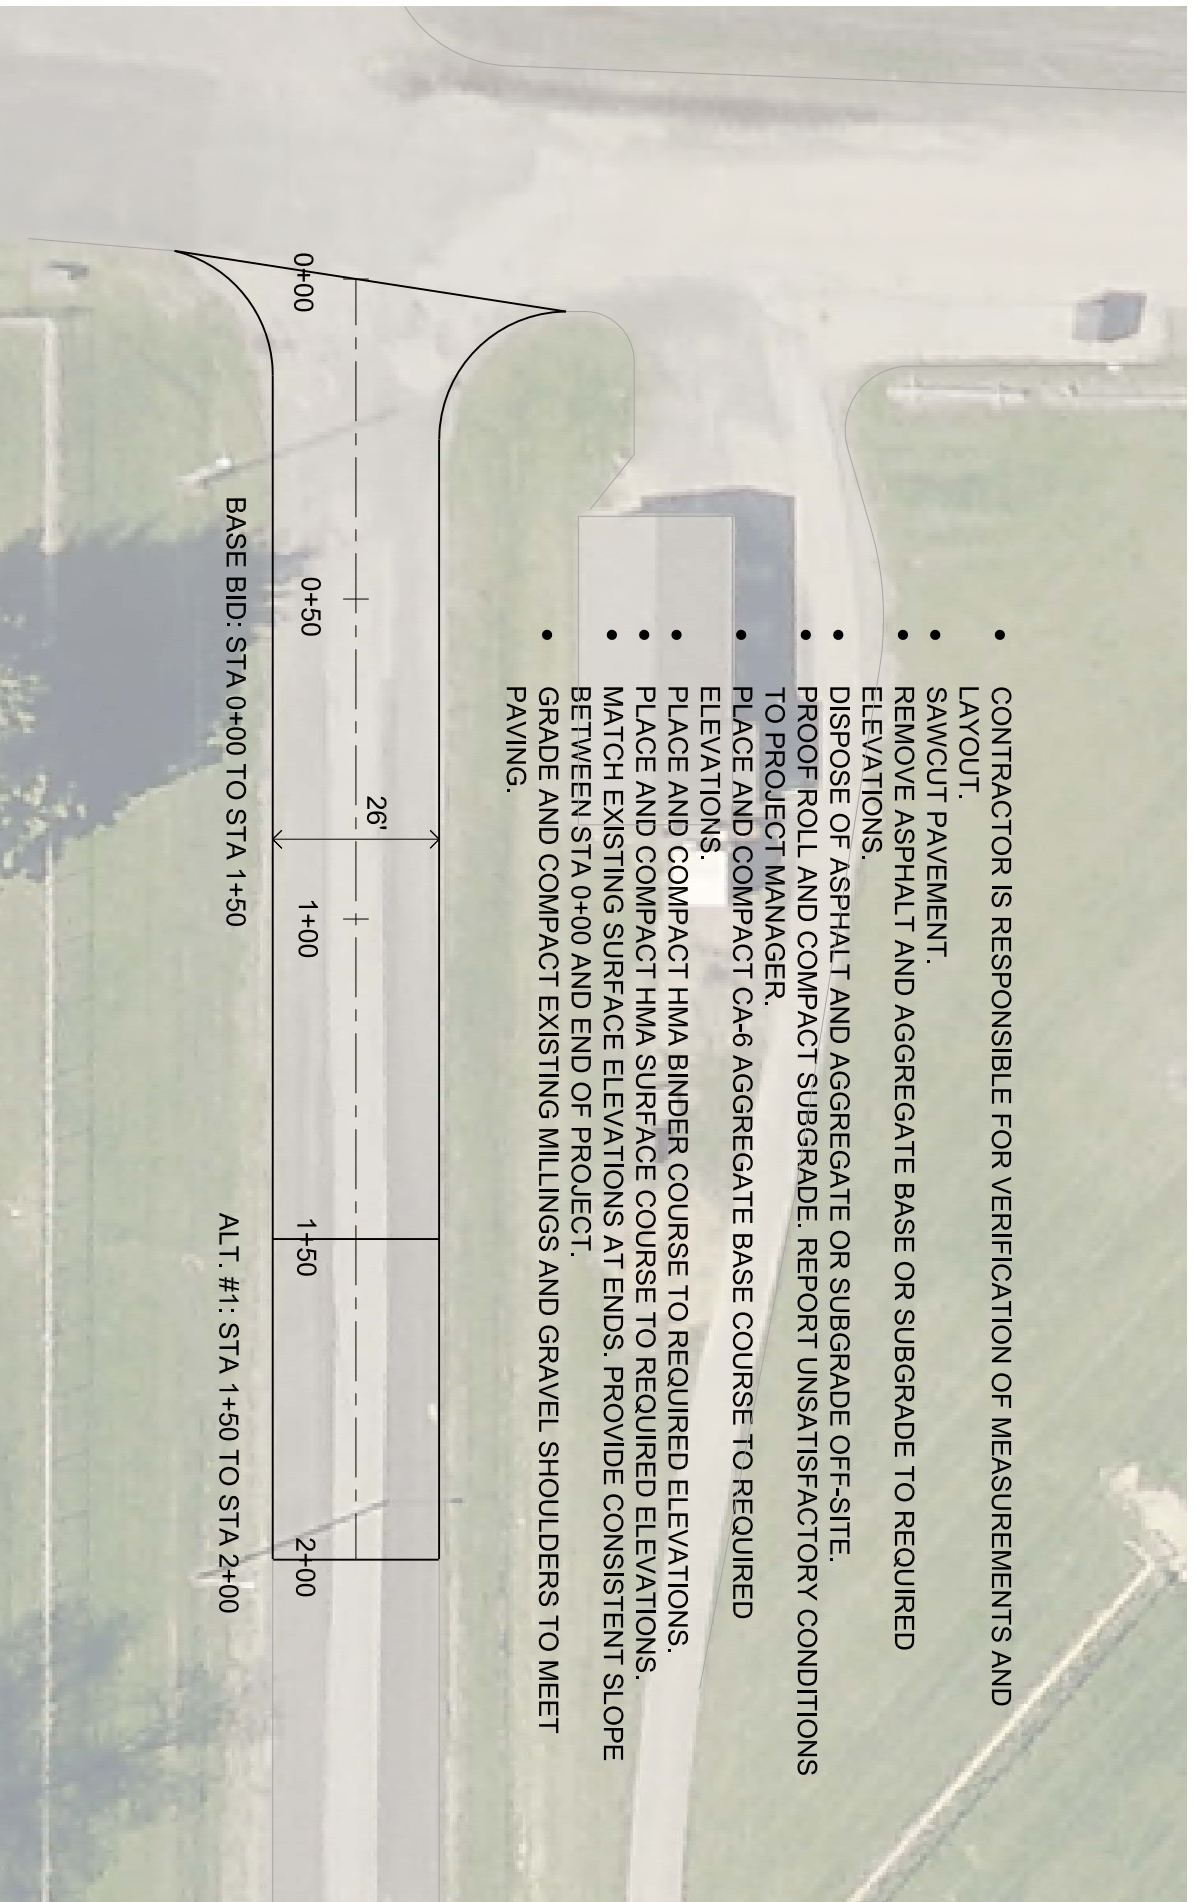 • CONTRACTOR IS RESPONSIBLE FOR VERIFICATION OF MEASUREMENTS AND
LAYOUT.
• SAWCUT PAVEMENT.
• REMOVE ASPHALT AND AGGREGATE BASE OR SUBGRADE TO REQUIRED
ELEVATIONS.
• DISPOSE OF ASPHALT AND AGGREGATE OR SUBGRADE OFF-SITE.
• PROOF ROLL AND COMPACT SUBGRADE. REPORT UNSATISFACTORY CONDITIONS
TO PROJECT MANAGER.
• PLACE AND COMPACT CA-6 AGGREGATE BASE COURSE TO REQUIRED
ELEVATIONS.
• PLACE AND COMPACT HMA BINDER COURSE TO REQUIRED ELEVATIONS.
• PLACE AND COMPACT HMA SURFACE COURSE TO REQUIRED ELEVATIONS.
• MATCH EXISTING SURFACE ELEVATIONS AT ENDS. PROVIDE CONSISTENT SLOPE
BETWEEN STA 0+00 AND END OF PROJECT.
• GRADE AND COMPACT EXISTING MILLINGS AND GRAVEL SHOULDERS TO MEET
PAVING.
26'
0+00
0+50
1+00
1+50
2+00
BASE BID: STA 0+00 TO STA 1+50
ALT. #1: STA 1+50 TO STA 2+00